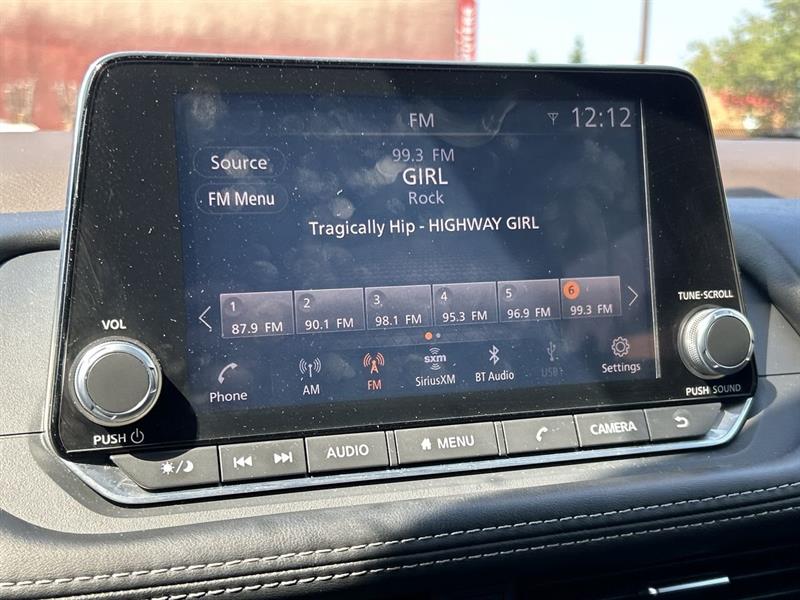 FM
12:12
Source
99.3 FM
GIRL
FM Menu
Rock
Tragically Hip - HIGHWAY GIRL
1 2 3 4 5 6
87.9 FM 90.1 FM 98.1 FM 95.3 FM 96.9 FM 99.3 FM
Phone
AM
FM
sxm
SiriusXM
BT Audio
USB1
Settings
VOL
PUSH
TUNE·SCROLL
PUSH SOUND
AUDIO
MENU
CAMERA